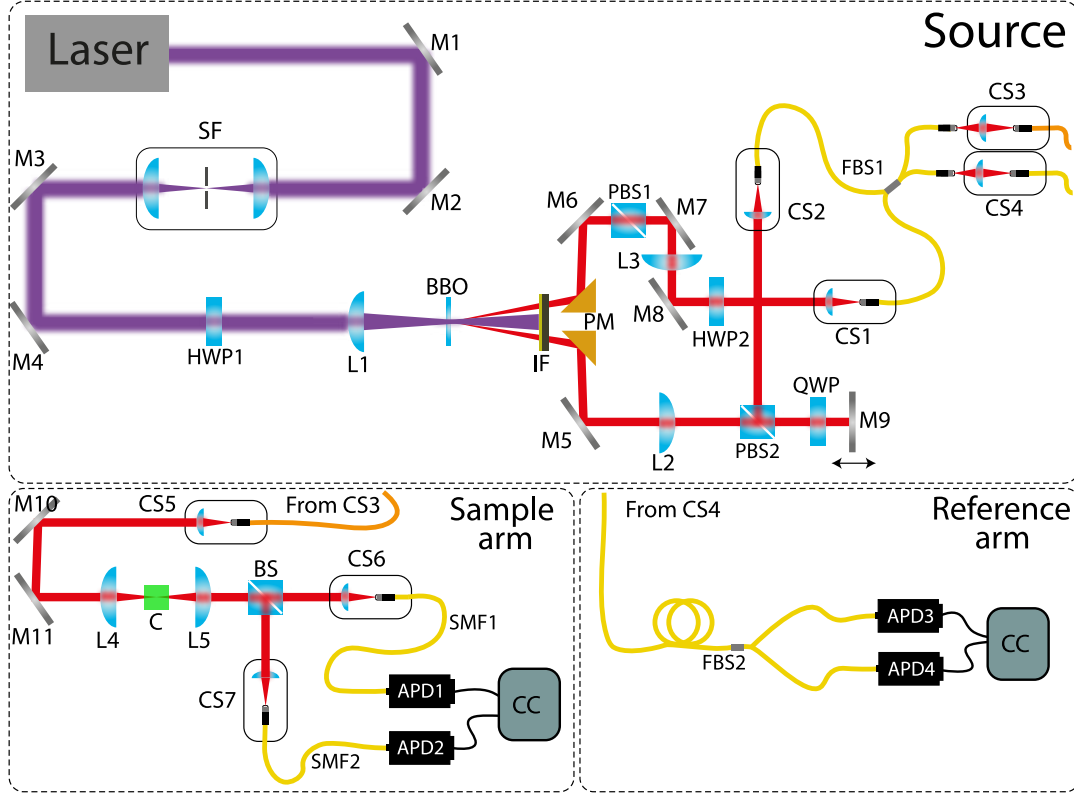 Laser
M1
Source
SF
M3
M2
CS3
FBS1
CS4
CS2
M6
PBS1
M7
L3
BBO
PM
M8
HWP2
CS1
M4
HWP1
L1
IF
QWP
M5
L2
PBS2
M9
M10
CS5
From CS3
Sample
arm
BS
CS6
M11
L4
C
L5
SMF1
CS7
APD1
CC
APD2
SMF2
From CS4
Reference
arm
APD3
FBS2
CC
APD4